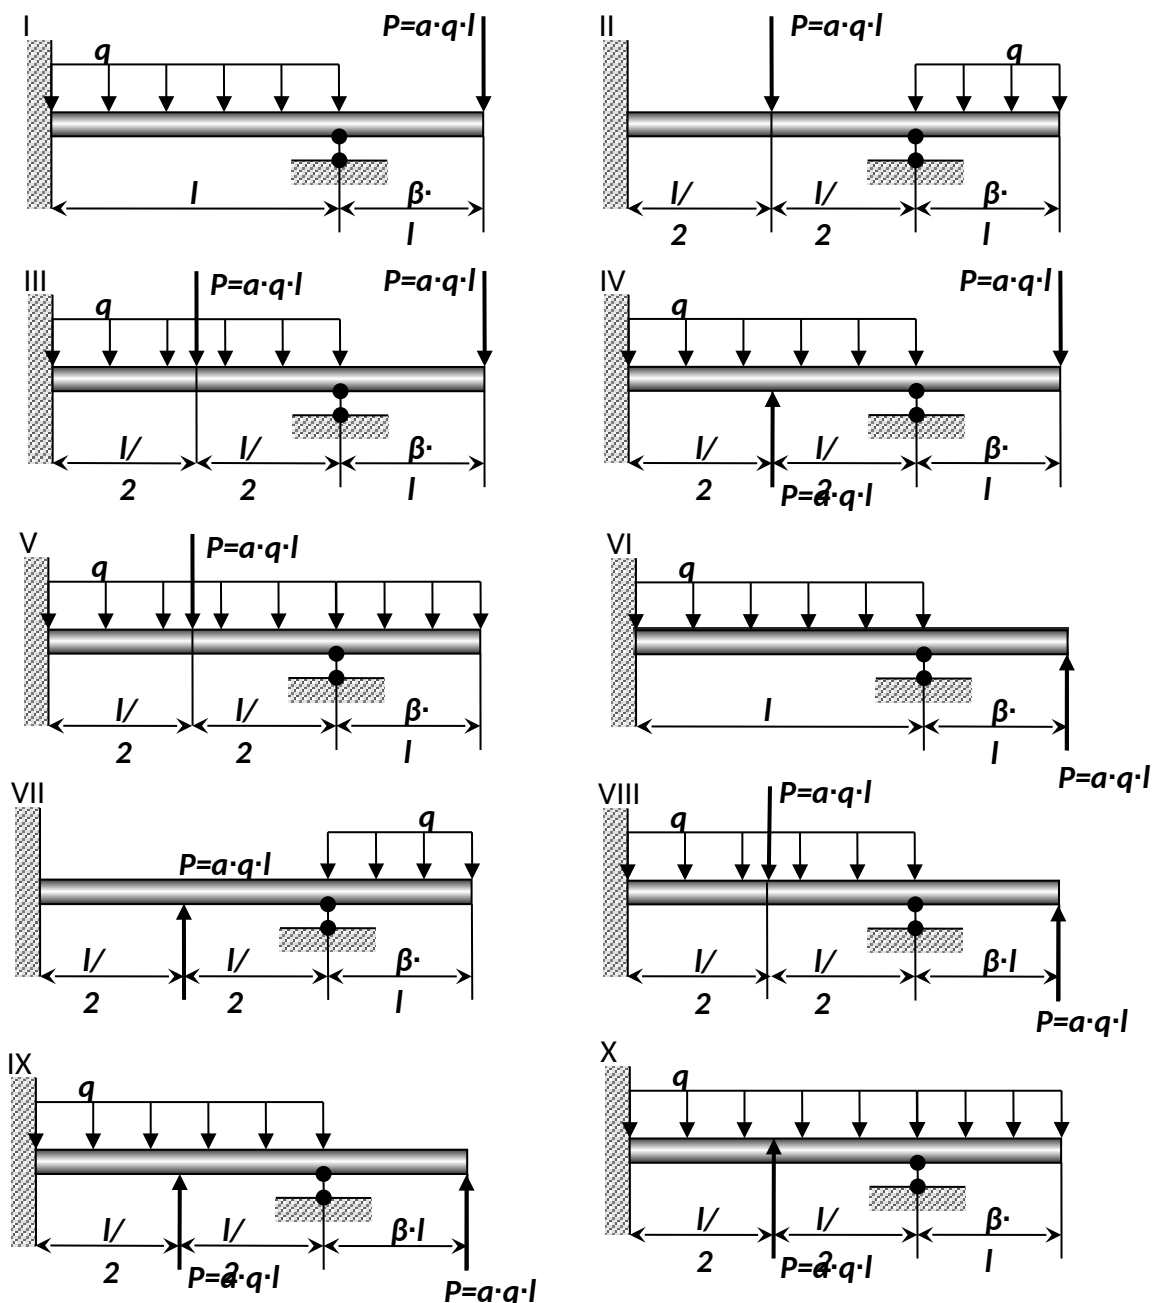 I
P=a·q·l
q
l
β·
l
II
P=a·q·l
q
l/
2
l/
2
β·
l
III
P=a·q·l
P=a·q·l
q
l/
2
l/
2
β·
l
IV
P=a·q·l
q
l/
2
l/
2
β·
l
P=a·q·l
V
P=a·q·l
q
l/
2
l/
2
β·
l
VI
q
l
β·
l
P=a·q·l
VII
q
P=a·q·l
l/
2
l/
2
β·
l
VIII
P=a·q·l
q
l/
2
l/
2
β·l
P=a·q·l
IX
q
l/
2
l/
2
β·l
P=a·q·l
P=a·q·l
X
q
l/
2
l/
2
β·
l
P=a·q·l